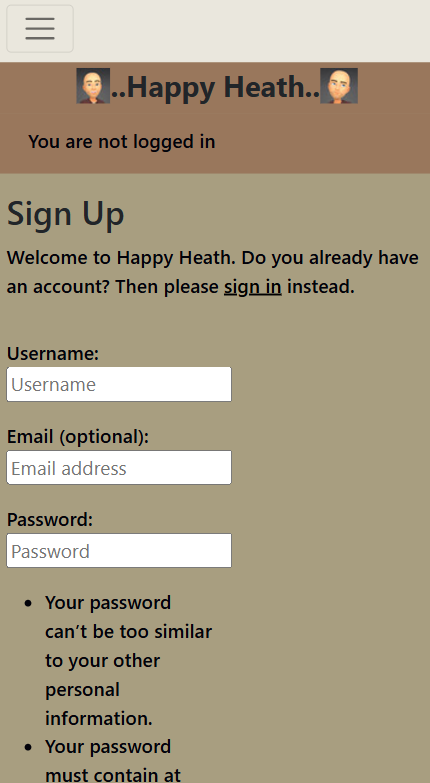 ..Happy Heath..
You are not logged in
Sign Up
Welcome to Happy Heath. Do you already have
an account? Then please sign in instead.
Username:
Username
Email (optional):
Email address
Password:
Password
• Your password
can’t be too similar
to your other
personal
information.
• Your password
must contain at